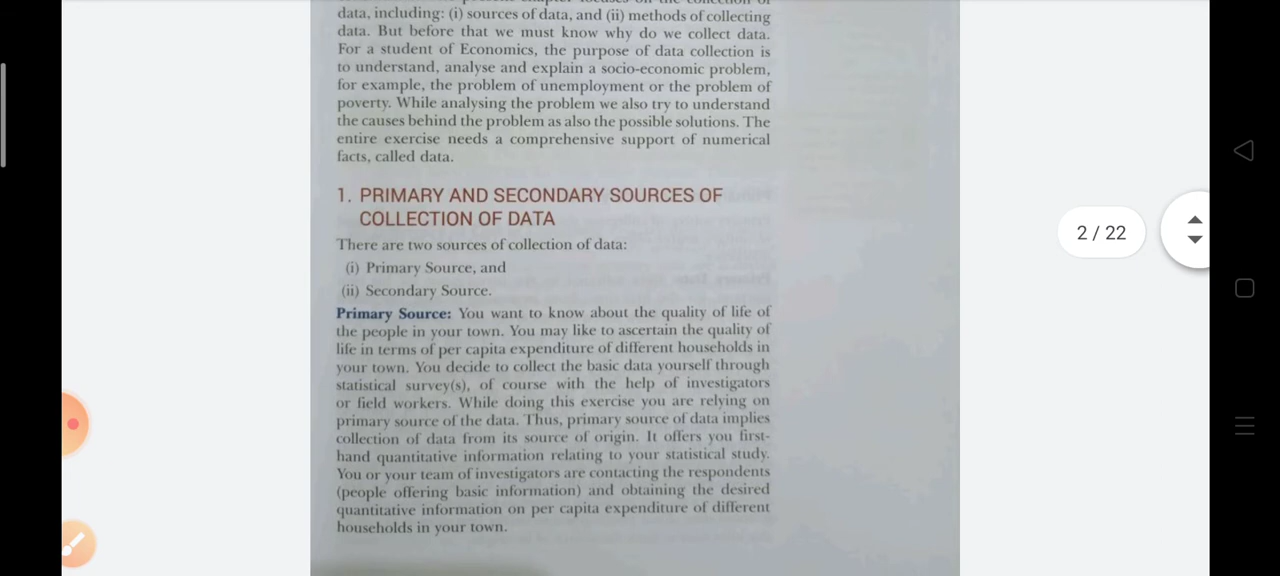 data, including: (i) sources of data, and (ii) methods of collecting
data. But before that we must know why do we collect data.
For a student of Economics, the purpose of data collection is
to understand, analyse and explain a socio-economic problem,
for example, the problem of unemployment or the problem of
poverty. While analysing the problem we also try to understand
the causes behind the problem as also the possible solutions. The
entire exercise needs a comprehensive support of numerical
facts, called data.
1. PRIMARY AND SECONDARY SOURCES OF
COLLECTION OF DATA
There are two sources of collection of data:
(i) Primary Source, and
(ii) Secondary Source.
Primary Source: You want to know about the quality of life of
the people in your town. You may like to ascertain the quality of
life in terms of per capita expenditure of different households in
your town. You decide to collect the basic data yourself through
statistical survey(s), of course with the help of investigators
or field workers. While doing this exercise you are relying on
primary source of the data. Thus, primary source of data implies
collection of data from its source of origin. It offers you first-
hand quantitative information relating to your statistical study.
You or your team of investigators are contacting the respondents
(people offering basic information) and obtaining the desired
quantitative information on per capita expenditure of different
households in your town.
2 / 22